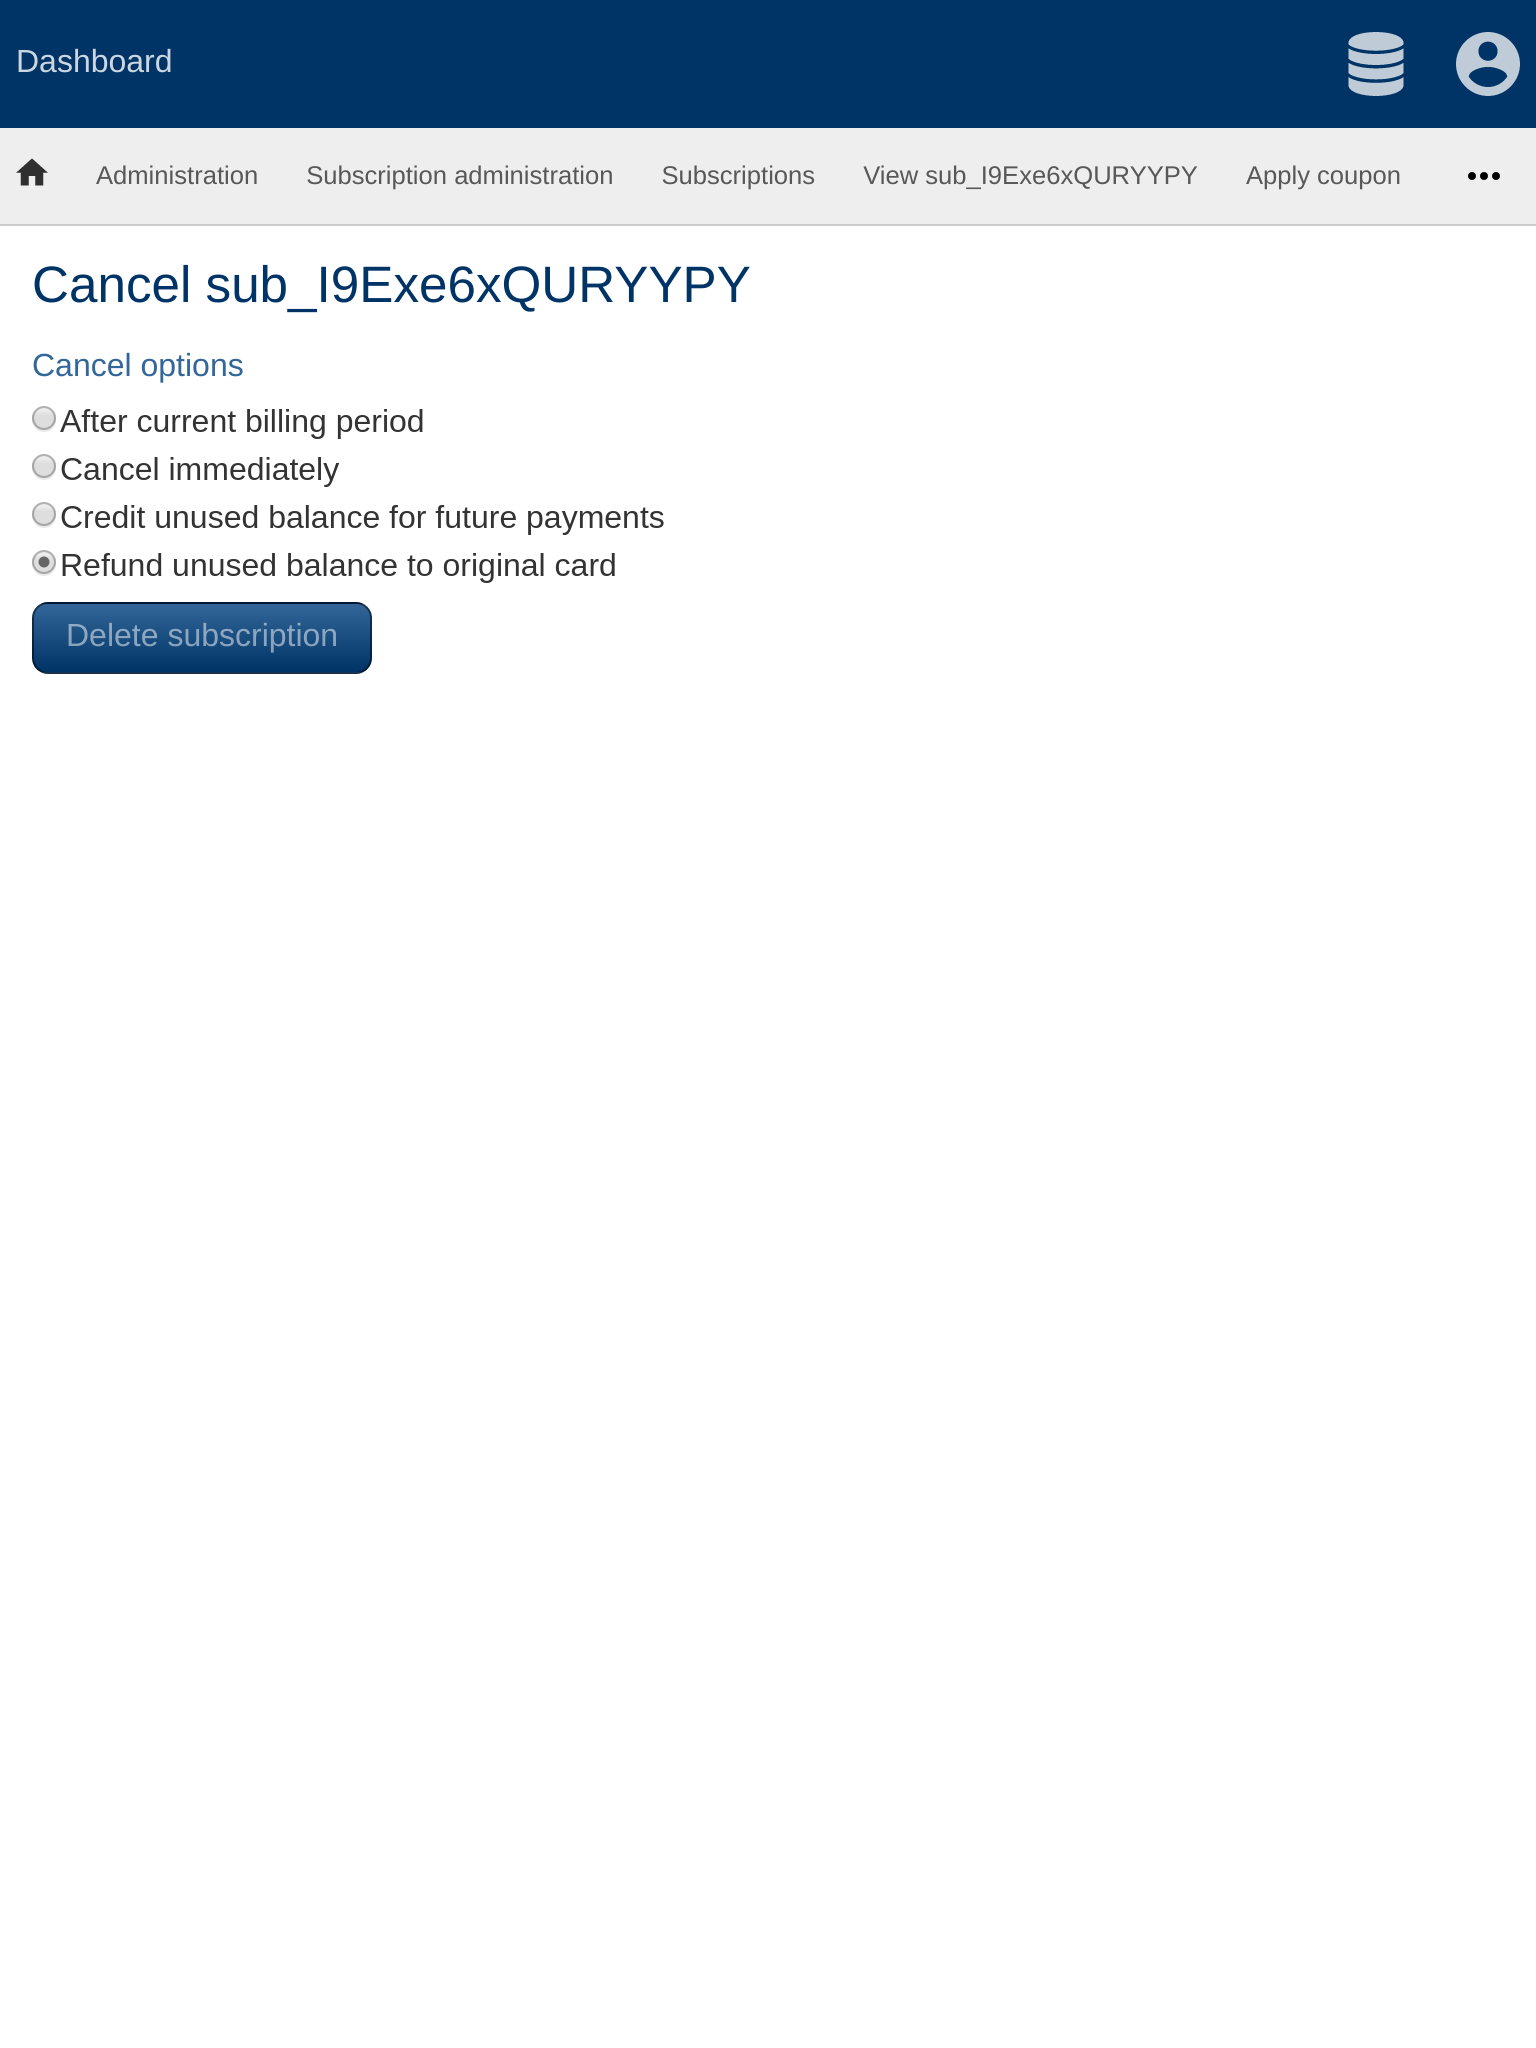 Dashboard
Administration Subscription administration Subscriptions View sub_I9Exe6xQURYYPY Apply coupon
Cancel sub_I9Exe6xQURYYPY
Cancel options
After current billing period
Cancel immediately
Credit unused balance for future payments
Refund unused balance to original card
Delete subscription